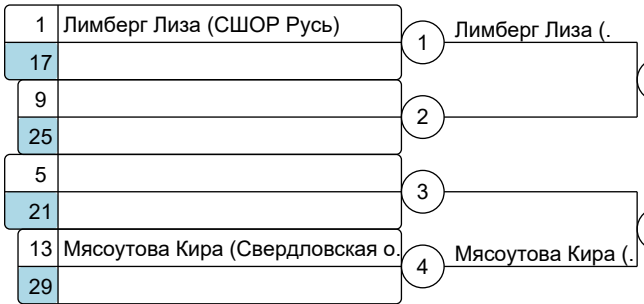 1 Лимберг Лиза (СШОР Русь)
17
1 Лимберг Лиза (.
9
25
2
5
21
3
13 Мясоутова Кира (Свердловская о.
29
4 Мясоутова Кира (.